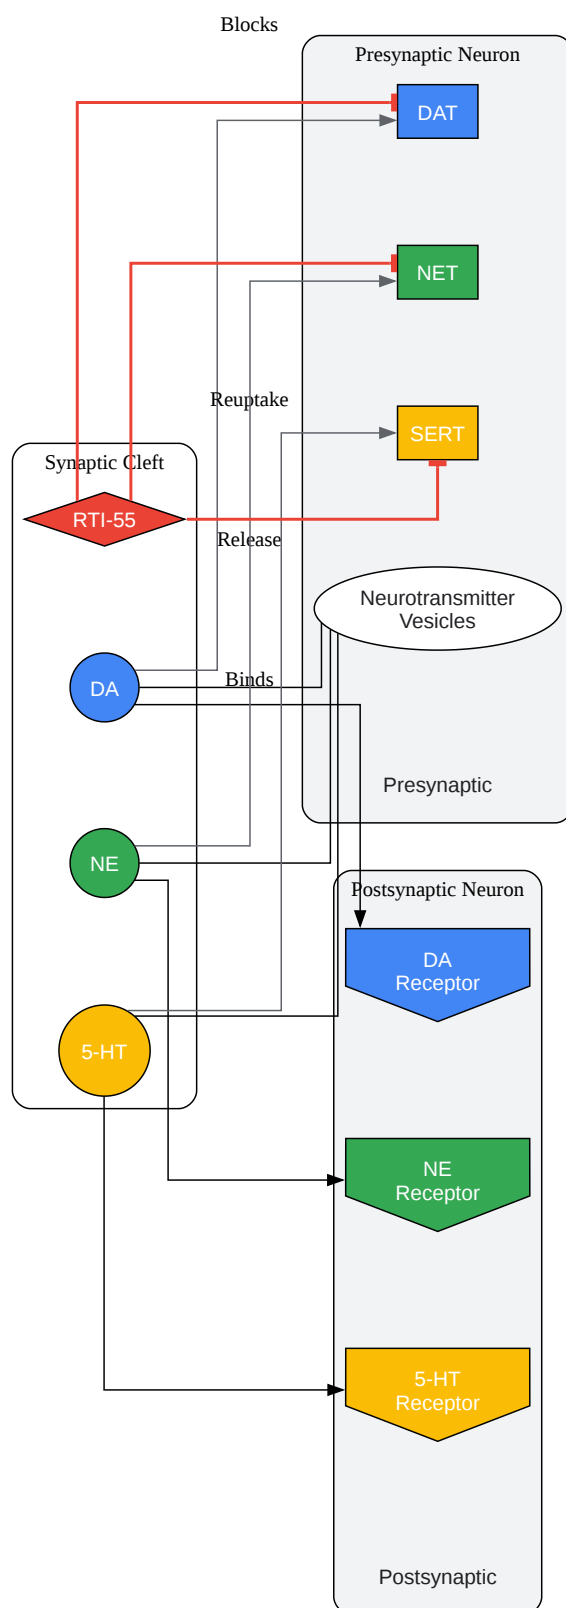 Blocks
Presynaptic Neuron
DAT
NET
Reuptake
SERT
Synaptic Cleft
RTI-55
Release
Neurotransmitter
Vesicles
Binds
DA
Presynaptic
NE
Postsynaptic Neuron
DA
Receptor
5-HT
NE
Receptor
5-HT
Receptor
Postsynaptic